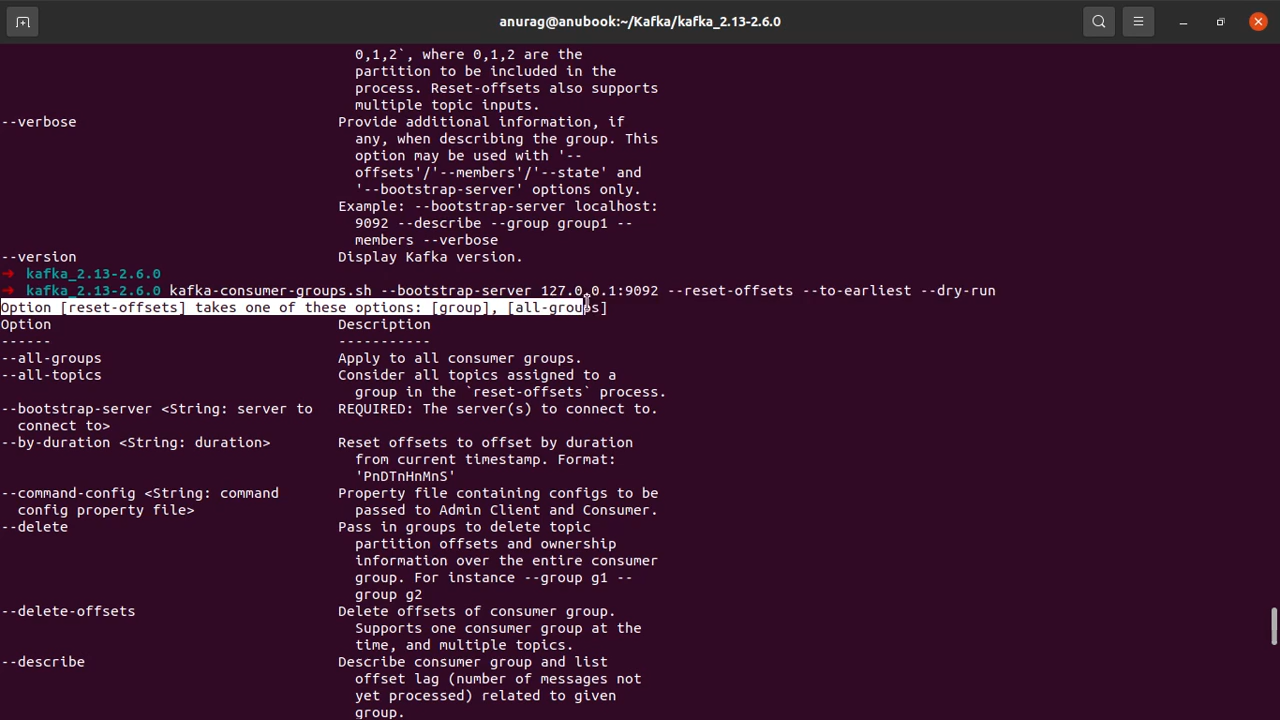 anurag@anubook:~/Kafka/kafka_2.13-2.6.0
0,1,2`, where 0,1,2 are the
partition to be included in the
process. Reset-offsets also supports
multiple topic inputs.
--verbose Provide additional information, if
any, when describing the group. This
option may be used with '--
offsets'/'--members'/'--state' and
'--bootstrap-server' options only.
Example: --bootstrap-server localhost:
9092 --describe --group group1 --
members --verbose
--version Display Kafka version.
➜ kafka_2.13-2.6.0
➜ kafka_2.13-2.6.0 kafka-consumer-groups.sh --bootstrap-server 127.0.0.1:9092 --reset-offsets --to-earliest --dry-run
Option [reset-offsets] takes one of these options: [group], [all-groups]
Option Description
------ -----------
--all-groups Apply to all consumer groups.
--all-topics Consider all topics assigned to a
group in the `reset-offsets` process.
--bootstrap-server <String: server to REQUIRED: The server(s) to connect to.
connect to>
--by-duration <String: duration> Reset offsets to offset by duration
from current timestamp. Format:
'PnDTnHnMnS'
--command-config <String: command Property file containing configs to be
config property file> passed to Admin Client and Consumer.
--delete Pass in groups to delete topic
partition offsets and ownership
information over the entire consumer
group. For instance --group g1 --
group g2
--delete-offsets Delete offsets of consumer group.
Supports one consumer group at the
time, and multiple topics.
--describe Describe consumer group and list
offset lag (number of messages not
yet processed) related to given
group.